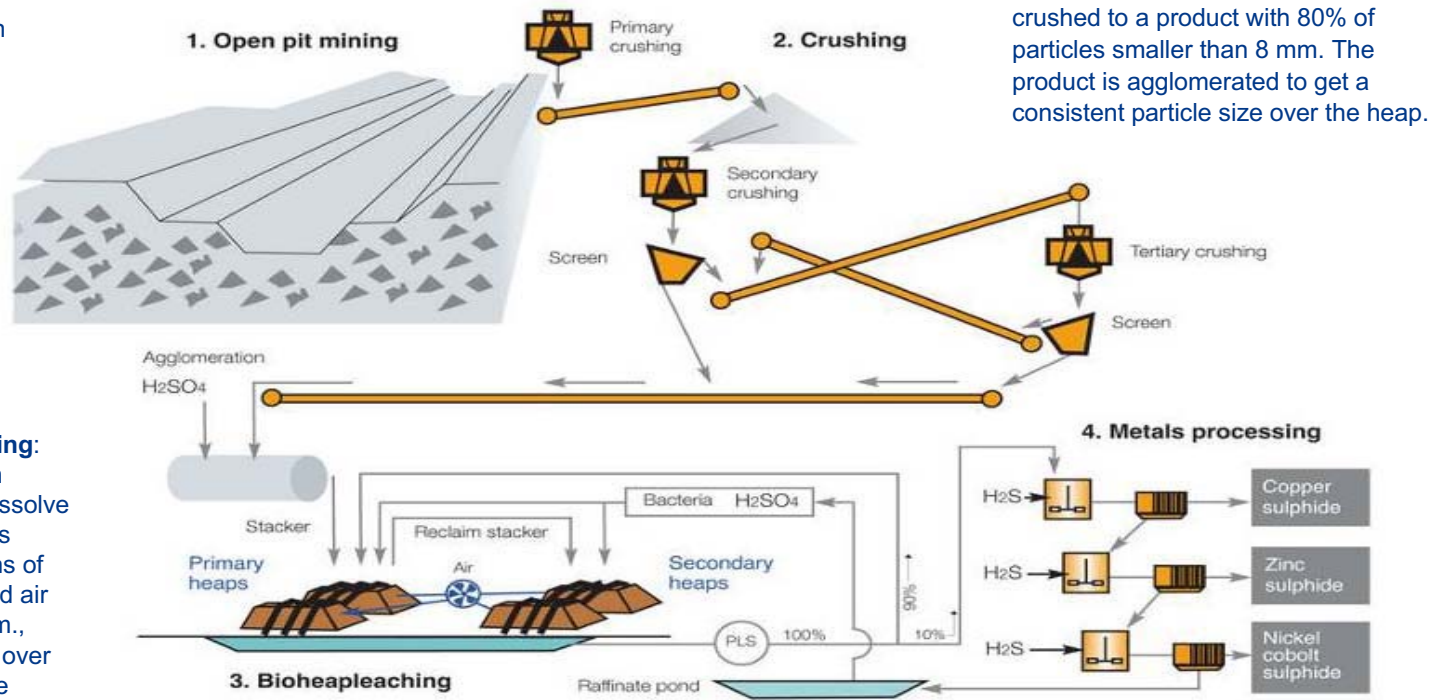 n
1. Open pit mining
Primary
crushing
2. Crushing
crushed to a product with 80% of
particles smaller than 8 mm. The
product is agglomerated to get a
consistent particle size over the heap.
Secondary
crushing
Screen
Tertiary crushing
Screen
Agglomeration
H2SO4
ing:
n
ssolve
s
ns of
d air
m.,
over
e
Stacker
Reclaim stacker
Bacteria H2SO4
Primary
heaps
Air
Secondary
heaps
PLS
100%
90%
10%
3. Bioheapleaching
Raffinate pond
4. Metals processing
H2S
Copper
sulphide
H2S
Zinc
sulphide
H2S
Nickel
cobolt
sulphide